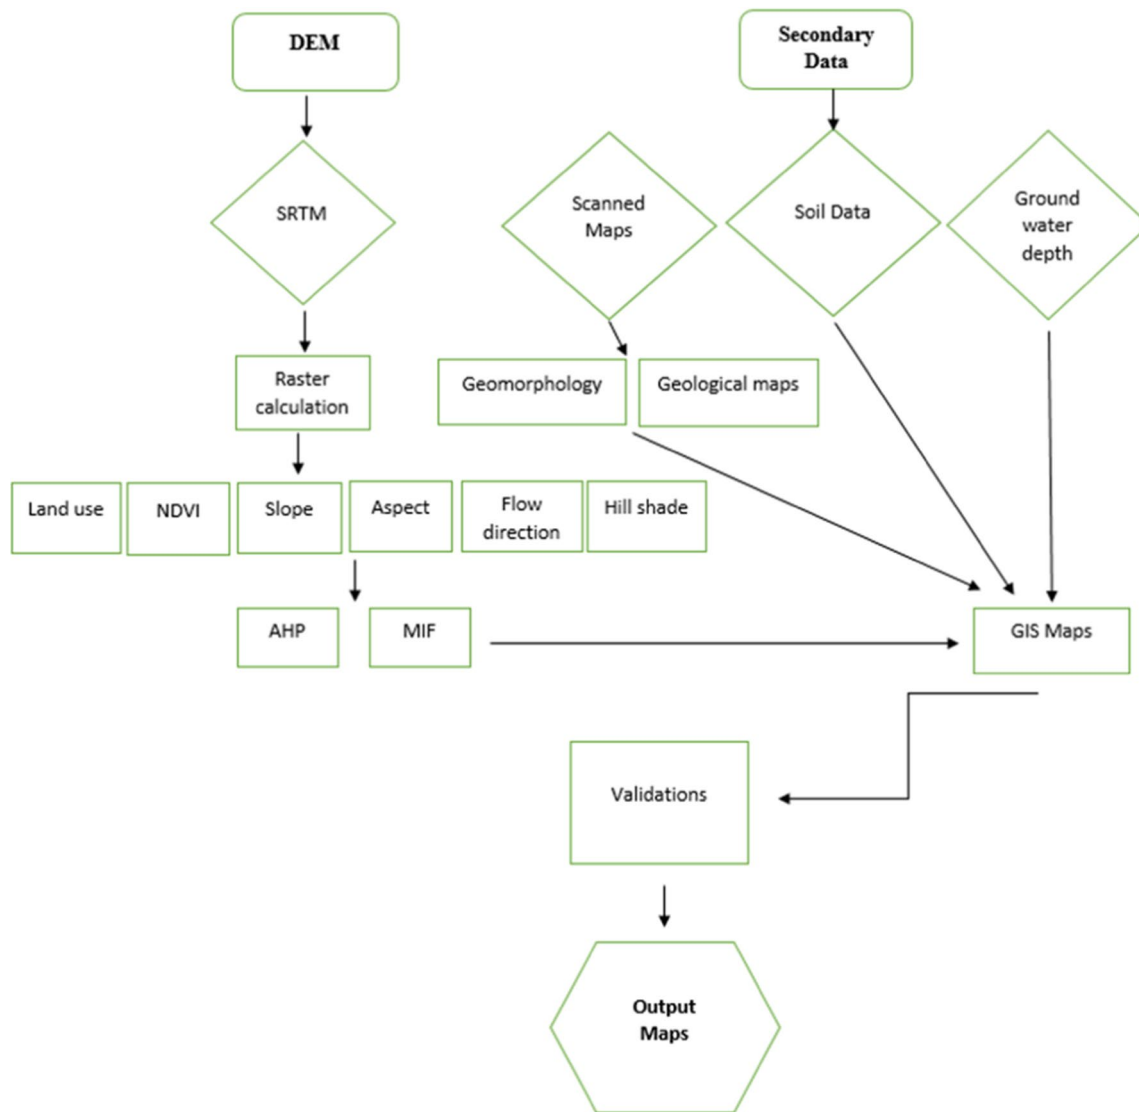 DEM
Secondary
Data
SRTM
Scanned
Maps
Soil Data
Ground
water
depth
Raster
calculation
Geomorphology
Geological maps
Land use
NDVI
Slope
Aspect
Flow
direction
Hill shade
AHP
MIF
GIS Maps
Validations
Output
Maps